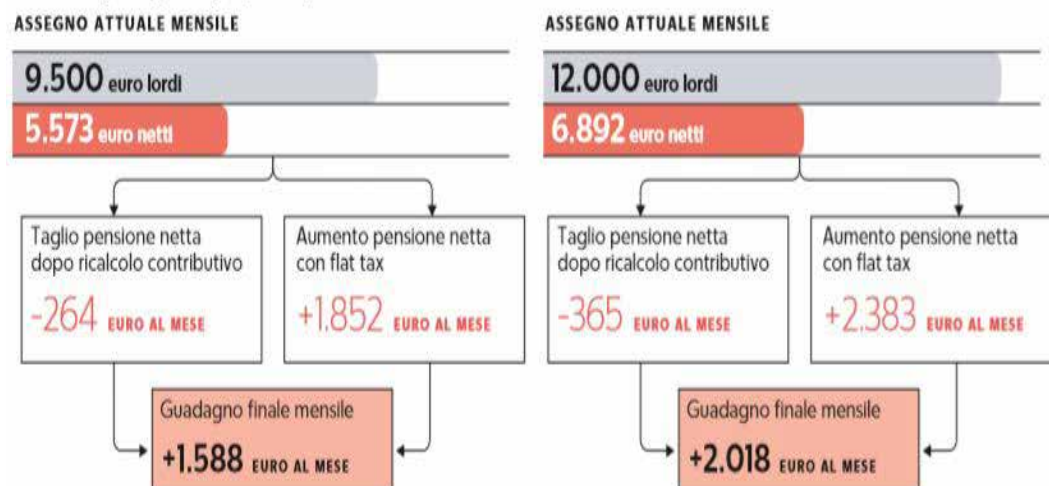 ASSEGNO ATTUALE MENSILE
9.500 euro lordi
5.573 euro netti
Taglio pensione netta
dopo ricalcolo contributivo
-264 EURO AL MESE
Aumento pensione netta
con flat tax
+1.852 EURO AL MESE
Guadagno finale mensile
+1.588 EURO AL MESE
ASSEGNO ATTUALE MENSILE
12.000 euro lordi
6.892 euro netti
Taglio pensione netta
dopo ricalcolo contributivo
-365 EURO AL MESE
Aumento pensione netta
con flat tax
+2.383 EURO AL MESE
Guadagno finale mensile
+2.018 EURO AL MESE